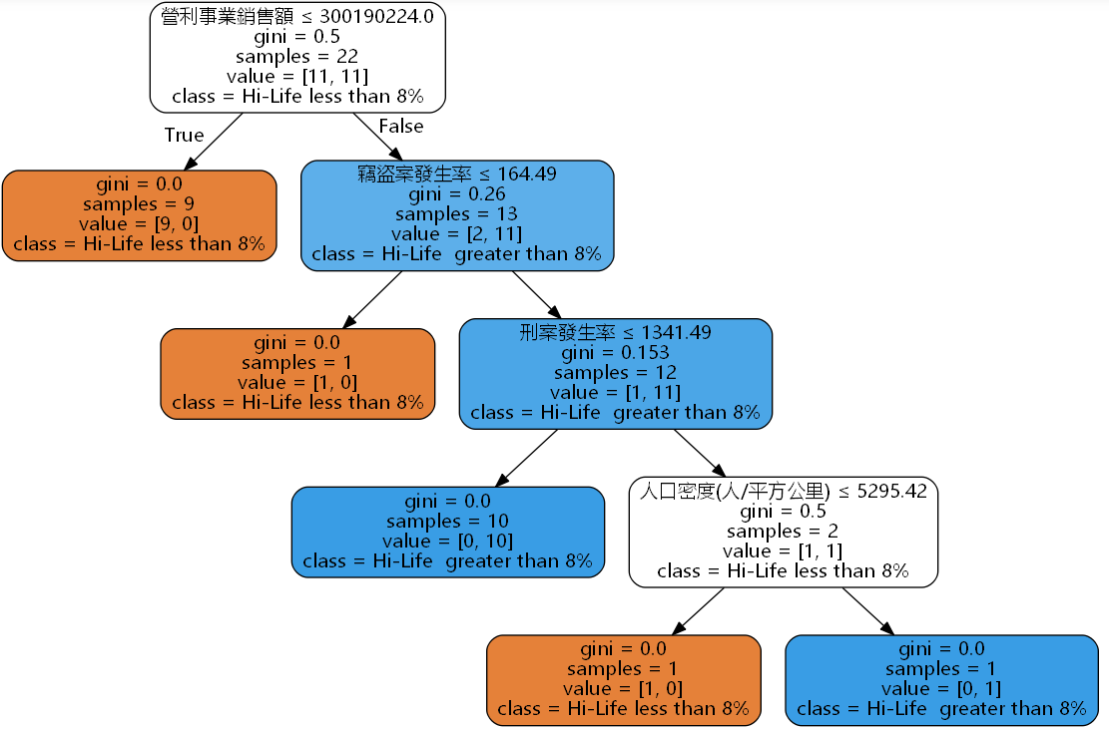 營利事業銷售額 ≤ 300190224.0
gini = 0.5
samples = 22
value = [11, 11]
class = Hi-Life less than 8%
True
False
gini = 0.0
samples = 9
value = [9, 0]
class = Hi-Life less than 8%
竊盜案發生率 ≤ 164.49
gini = 0.26
samples = 13
value = [2, 11]
class = Hi-Life  greater than 8%
gini = 0.0
samples = 1
value = [1, 0]
class = Hi-Life less than 8%
刑案發生率 ≤ 1341.49
gini = 0.153
samples = 12
value = [1, 11]
class = Hi-Life  greater than 8%
gini = 0.0
samples = 10
value = [0, 10]
class = Hi-Life  greater than 8%
人口密度(人/平方公里) ≤ 5295.42
gini = 0.5
samples = 2
value = [1, 1]
class = Hi-Life less than 8%
gini = 0.0
samples = 1
value = [1, 0]
class = Hi-Life less than 8%
gini = 0.0
samples = 1
value = [0, 1]
class = Hi-Life  greater than 8%